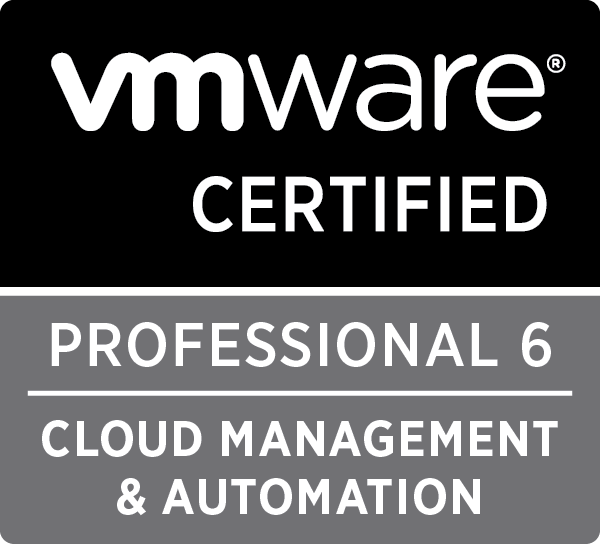 vmware®
CERTIFIED
PROFESSIONAL 6
CLOUD MANAGEMENT
& AUTOMATION